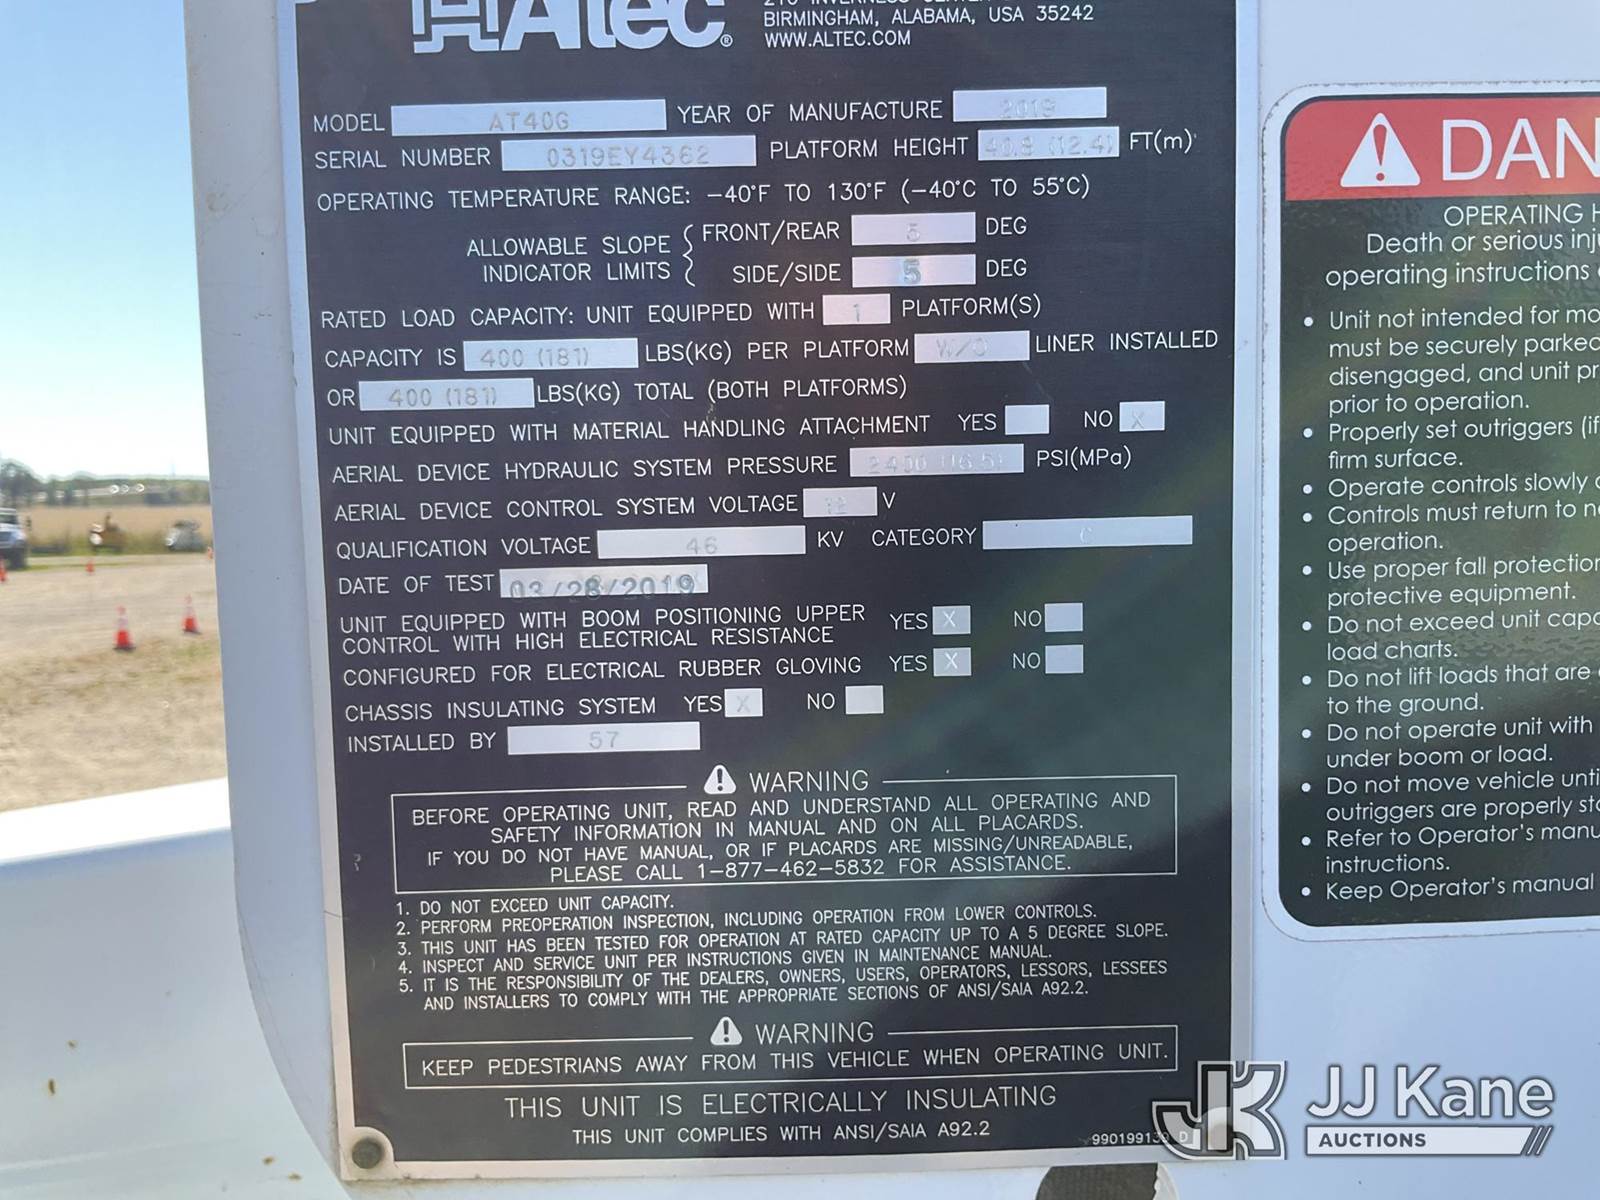 Altec®
BIRMINGHAM, ALABAMA, USA 35242
WWW.ALTEC.COM
MODEL AT40G YEAR OF MANUFACTURE 2019
SERIAL NUMBER 0319EY4362 PLATFORM HEIGHT 40.8 (12.4) FT(m)
OPERATING TEMPERATURE RANGE: -40°F TO 130°F (-40°C TO 55°C)
ALLOWABLE SLOPE INDICATOR LIMITS { FRONT/REAR 5 DEG
SIDE/SIDE 5 DEG
RATED LOAD CAPACITY: UNIT EQUIPPED WITH 1 PLATFORM(S)
CAPACITY IS 400 (181) LBS(KG) PER PLATFORM W/O LINER INSTALLED
OR 400 (181) LBS(KG) TOTAL (BOTH PLATFORMS)
UNIT EQUIPPED WITH MATERIAL HANDLING ATTACHMENT YES NO X
AERIAL DEVICE HYDRAULIC SYSTEM PRESSURE 2400 (16.5) PSI(MPa)
AERIAL DEVICE CONTROL SYSTEM VOLTAGE 12 V
QUALIFICATION VOLTAGE 46 KV CATEGORY C
DATE OF TEST 03/28/2019
UNIT EQUIPPED WITH BOOM POSITIONING UPPER
CONTROL WITH HIGH ELECTRICAL RESISTANCE YES X NO
CONFIGURED FOR ELECTRICAL RUBBER GLOVING YES X NO
CHASSIS INSULATING SYSTEM YES X NO
INSTALLED BY 57
WARNING
BEFORE OPERATING UNIT, READ AND UNDERSTAND ALL OPERATING AND
SAFETY INFORMATION IN MANUAL AND ON ALL PLACARDS.
IF YOU DO NOT HAVE MANUAL, OR IF PLACARDS ARE MISSING/UNREADABLE,
PLEASE CALL 1-877-462-5832 FOR ASSISTANCE.
1. DO NOT EXCEED UNIT CAPACITY.
2. PERFORM PREOPERATION INSPECTION, INCLUDING OPERATION FROM LOWER CONTROLS.
3. THIS UNIT HAS BEEN TESTED FOR OPERATION AT RATED CAPACITY UP TO A 5 DEGREE SLOPE.
4. INSPECT AND SERVICE UNIT PER INSTRUCTIONS GIVEN IN MAINTENANCE MANUAL.
5. IT IS THE RESPONSIBILITY OF THE DEALERS, OWNERS, USERS, OPERATORS, LESSORS, LESSEES
AND INSTALLERS TO COMPLY WITH THE APPROPRIATE SECTIONS OF ANSI/SAIA A92.2.
WARNING
KEEP PEDESTRIANS AWAY FROM THIS VEHICLE WHEN OPERATING UNIT.
THIS UNIT IS ELECTRICALLY INSULATING
THIS UNIT COMPLIES WITH ANSI/SAIA A92.2
DAN
OPERATING H
Death or serious inju
operating instructions
• Unit not intended for mo
must be securely parked
disengaged, and unit pr
prior to operation.
• Properly set outriggers (if
firm surface.
• Operate controls slowly
• Controls must return to ne
operation.
• Use proper fall protection
protective equipment.
• Do not exceed unit capa
load charts.
• Do not lift loads that are
to the ground.
• Do not operate unit with
under boom or load.
• Do not move vehicle unti
outriggers are properly sto
• Refer to Operator's manu
instructions.
• Keep Operator's manual
JJ Kane
AUCTIONS